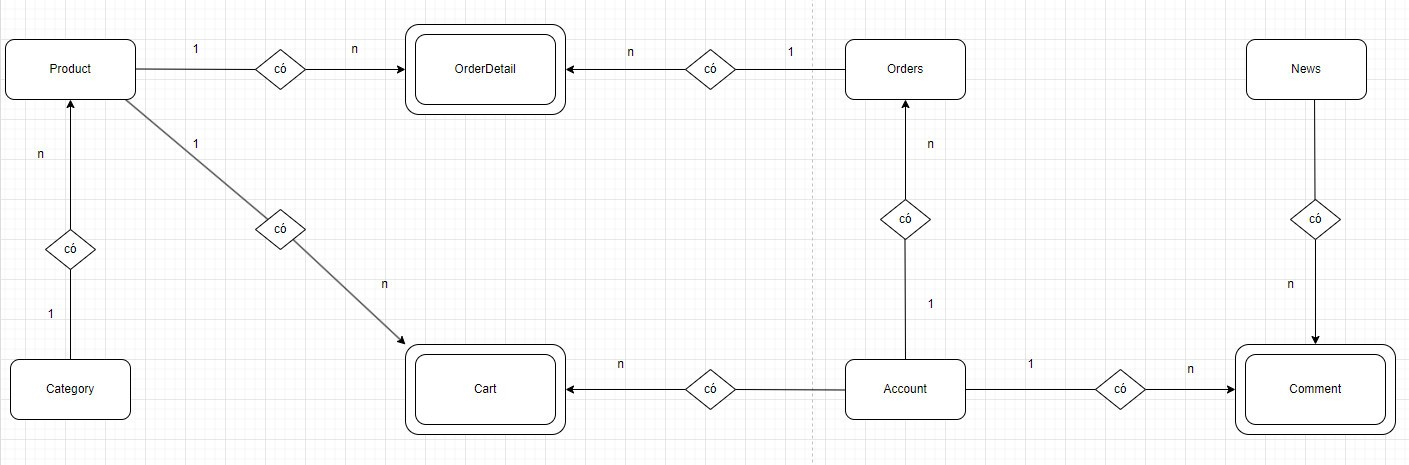 1
n
n
1
Product
có
OrderDetail
có
Orders
News
n
1
n
có
có
có
có
n
n
1
1
n
1
n
Category
Cart
có
Account
có
Comment